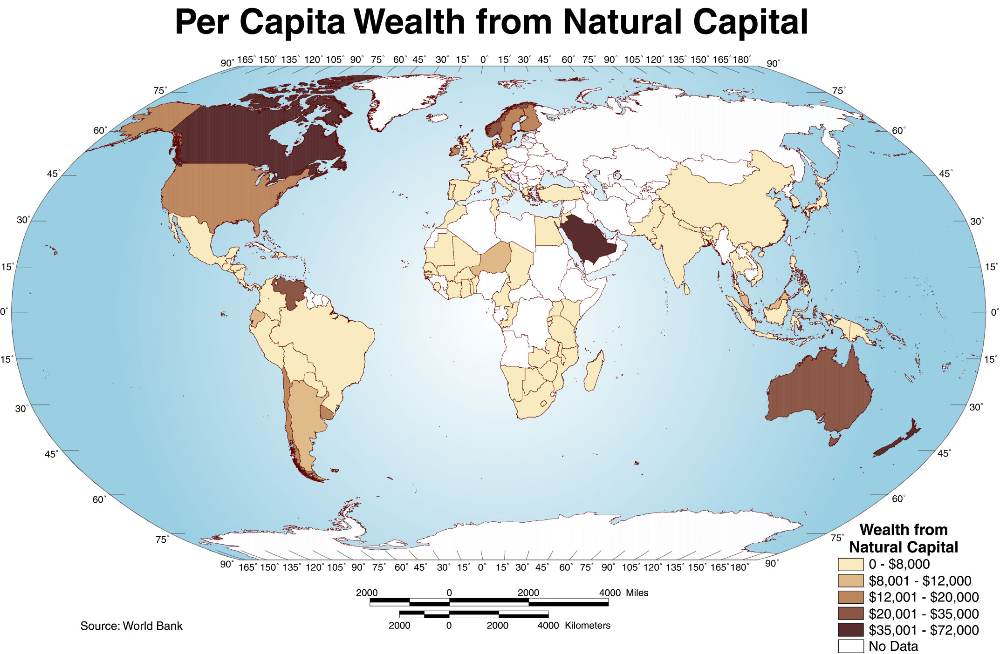 Per Capita Wealth from Natural Capital
90° 165° 150° 135° 120° 105° 90° 75° 60° 45° 30° 15° 0° 15° 30° 45° 60° 75° 90° 105° 120° 135° 150° 165° 180° 90°
75° 75°
60° 60°
45° 45°
30° 30°
15° 15°
0° 0°
15° 15°
30° 30°
45° 45°
60° 60°
75° 75°
90° 165° 150° 135° 120° 105° 90° 75° 60° 45° 30° 15° 0° 15° 30° 45° 60° 75° 90° 105° 120° 135° 150° 165° 180° 90°
Wealth from
Natural Capital
0 - $8,000
$8,001 - $12,000
$12,001 - $20,000
$20,001 - $35,000
$35,001 - $72,000
No Data
2000 0 2000 4000 Miles
2000 0 2000 4000 Kilometers
Source: World Bank